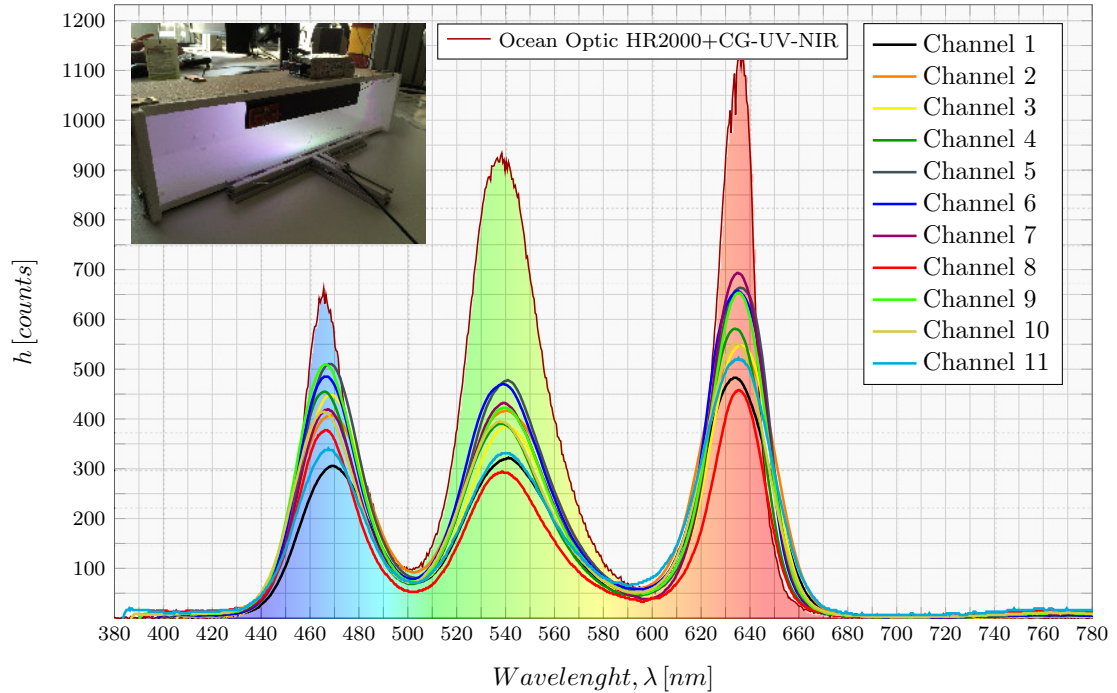 1200
1100
1000
900
800
700
600
500
400
300
200
100
h [counts]
Ocean Optic HR2000+CG-UV-NIR
Channel 1
Channel 2
Channel 3
Channel 4
Channel 5
Channel 6
Channel 7
Channel 8
Channel 9
Channel 10
Channel 11
380 400 420 440 460 480 500 520 540 560 580 600 620 640 660 680 700 720 740 760 780
Wavelenght, λ [nm]